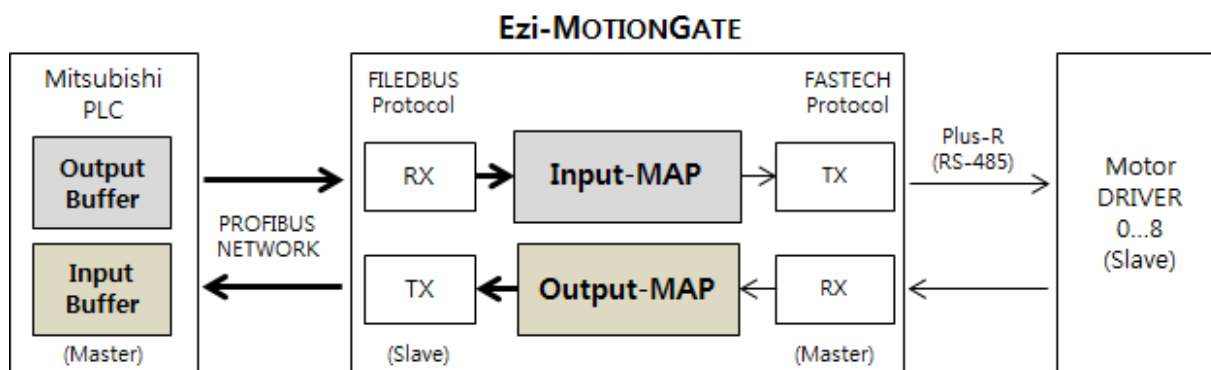 Ezi-MOTIONGATE
Mitsubishi
PLC
Output
Buffer
Input
Buffer
(Master)
PROFIBUS
NETWORK
FILEDBUS
Protocol
RX
TX
(Slave)
Input-MAP
Output-MAP
FASTECH
Protocol
TX
RX
(Master)
Plus-R
(RS-485)
Motor
DRIVER
0...8
(Slave)